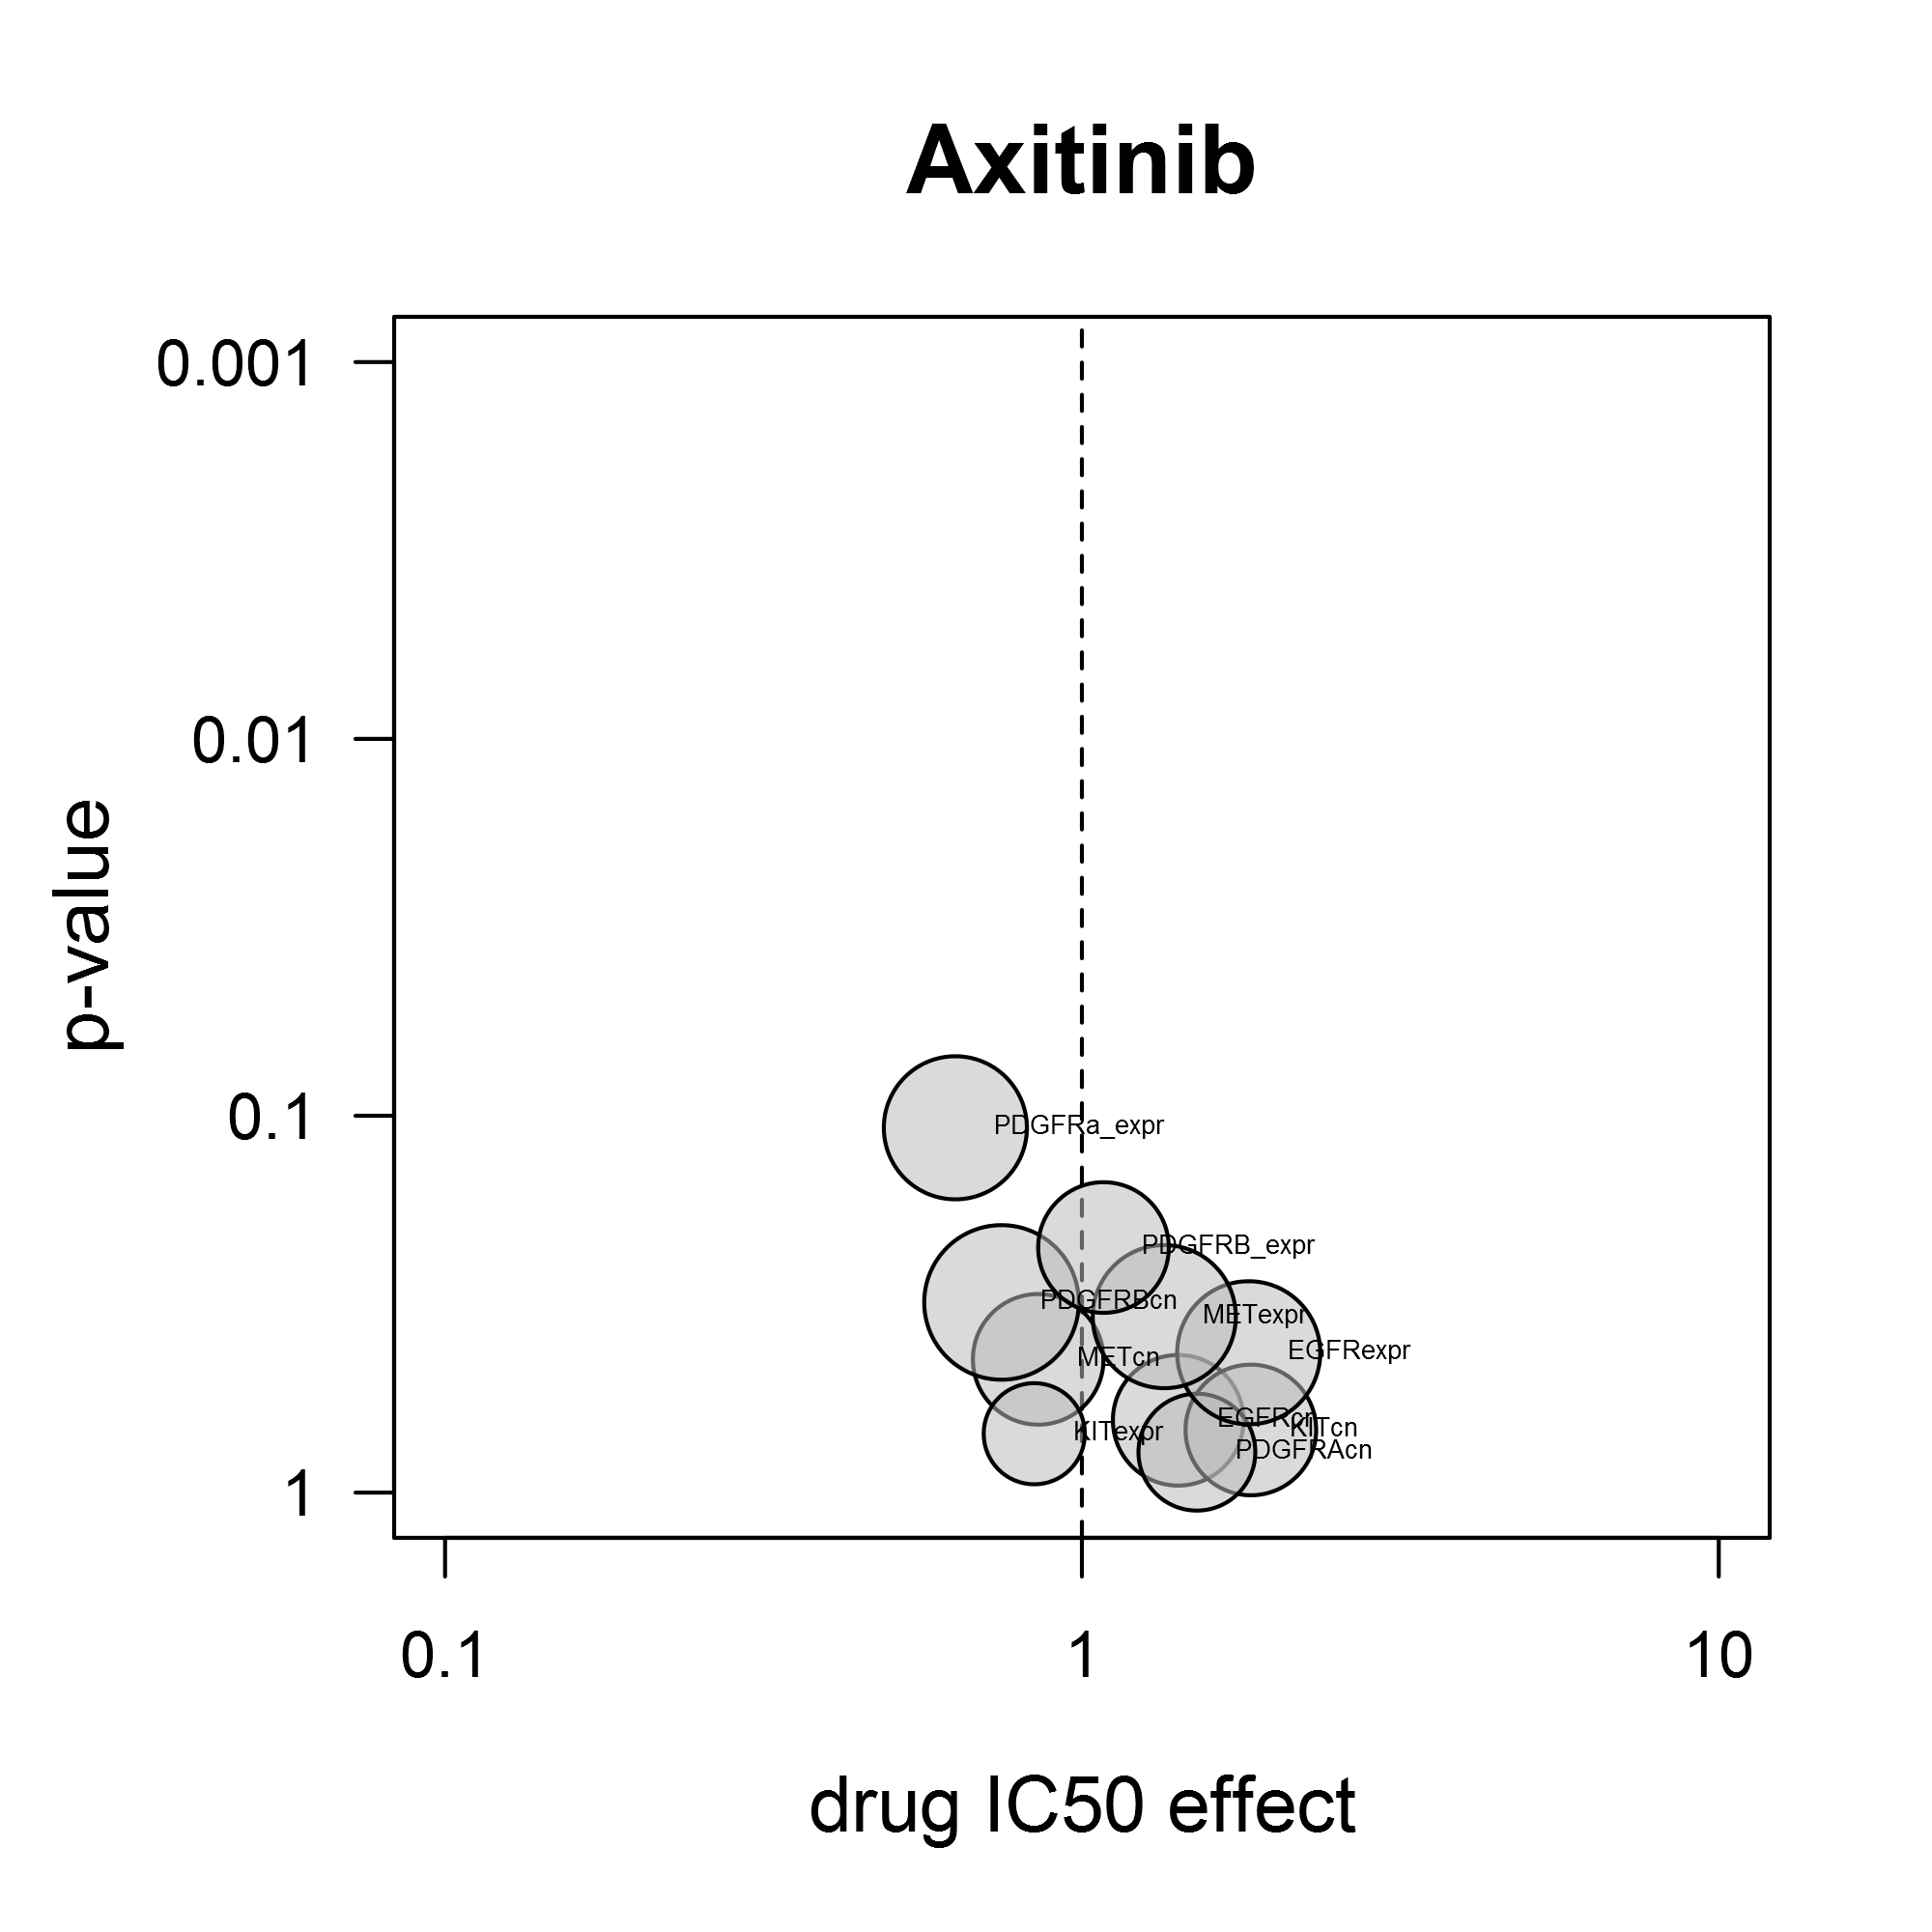 Axitinib
0.001
0.01
0.1
1
p-value
PDGFRa_expr
PDGFRB_expr
PDGFRBcn
METexpr
EGFRexpr
METcn
EGFRcn
KITcn
KITexpr
PDGFRAcn
0.1
1
10
drug IC50 effect